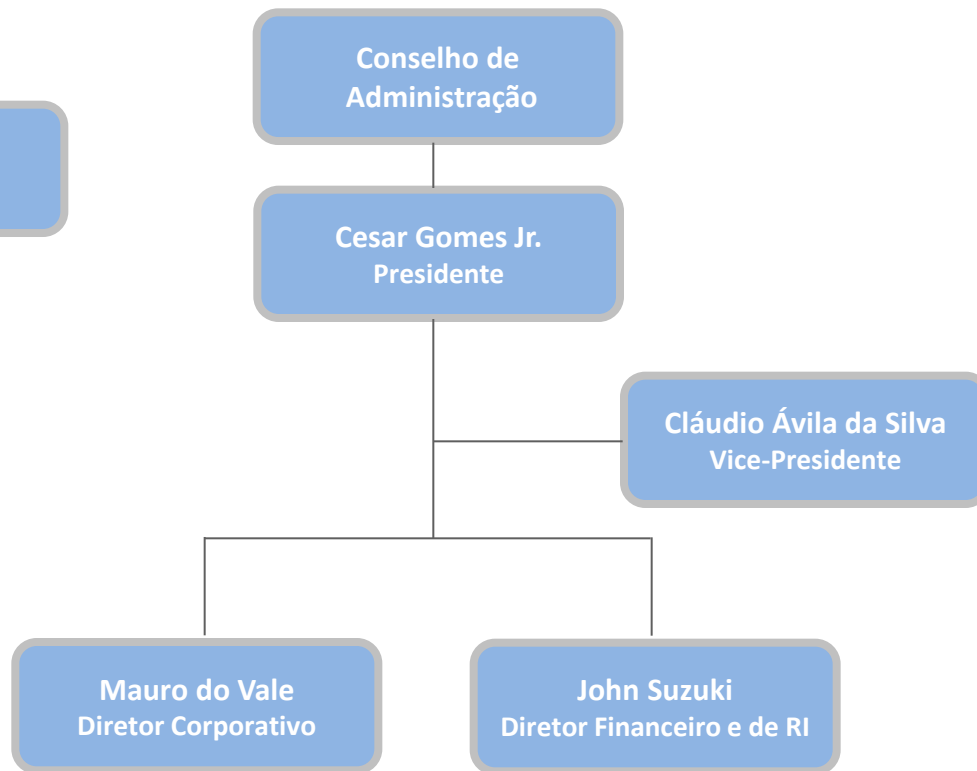 Conselho de
Administração
Cesar Gomes Jr.
Presidente
Cláudio Ávila da Silva
Vice-Presidente
Mauro do Vale
Diretor Corporativo
John Suzuki
Diretor Financeiro e de RI